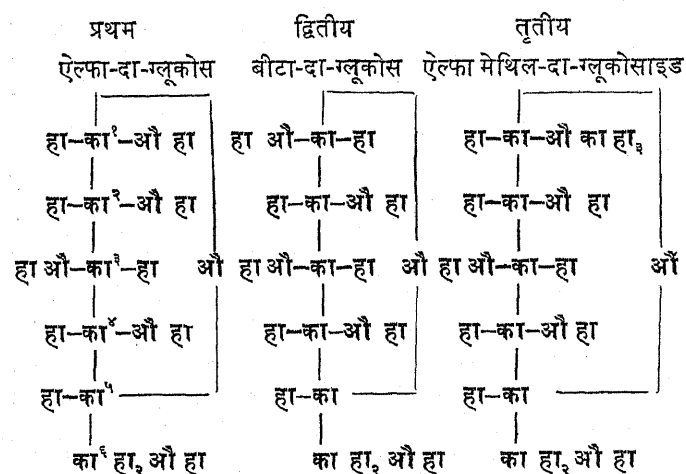 प्रथम द्वितीय तृतीय
ऐल्फा-दा-ग्लूकोस बीटा-दा-ग्लूकोस ऐल्फा मेथिल-दा-ग्लूकोसाइड
हा-का¹-औ हा हा औ-का-हा हा-का-औ का हा₃
हा-का²-औ हा हा-का-औ हा हा-का-औ हा
हा औ-का³-हा औ हा औ-का-हा औ हा औ-का-हा औ
हा-का⁴-औ हा हा-का-औ हा हा-का-औ हा
हा-का⁵ हा-का हा-का
का⁶ हा₂ औ हा का हा₂ औ हा का हा₂ औ हा